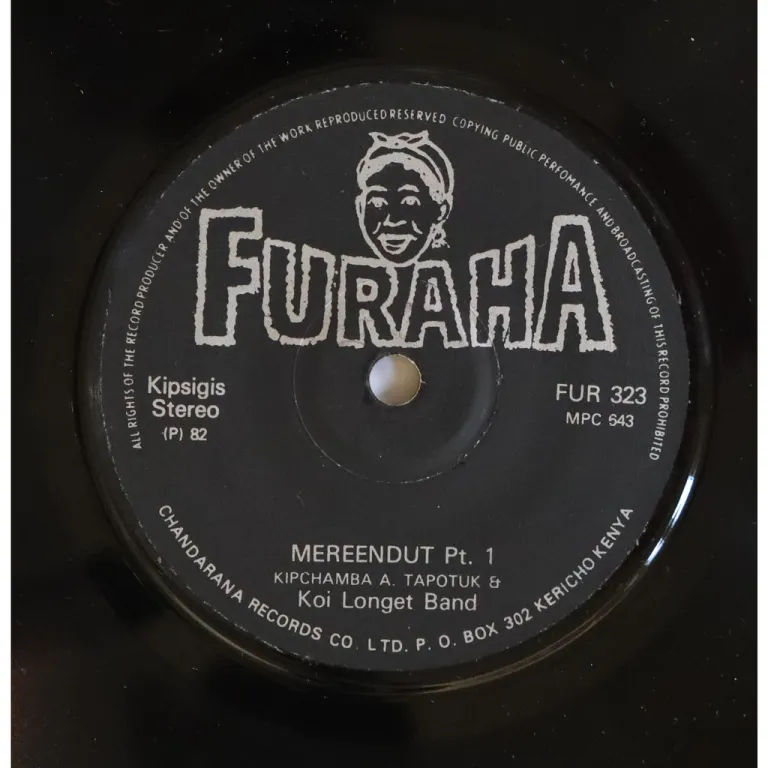 ALL RIGHTS OF THE RECORD PRODUCER AND OF THE OWNER OF THE WORK REPRODUCED RESERVED COPYING PUBLIC PERFOMANCE AND BROADCASTING OF THIS RECORD PROHIBITED
FURAHA
Kipsigis
Stereo
(P) 82
FUR 323
MPC 643
MEREENDUT Pt. 1
KIPCHAMBA A. TAPOTUK &
Koi Longet Band
CHANDARANA RECORDS CO. LTD. P. O. BOX 302 KERICHO KENYA